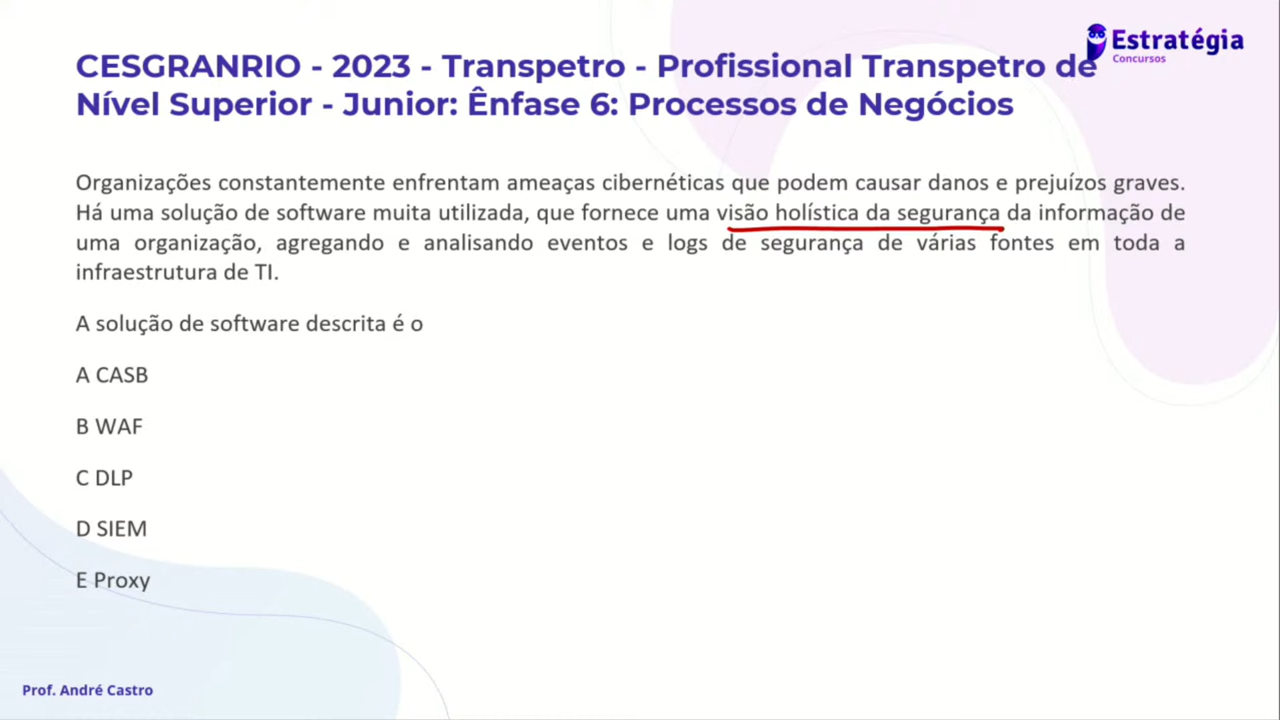 Estratégia
Concursos
CESGRANRIO - 2023 - Transpetro - Profissional Transpetro de
Nível Superior - Junior: Ênfase 6: Processos de Negócios
Organizações constantemente enfrentam ameaças cibernéticas que podem causar danos e prejuízos graves.
Há uma solução de software muita utilizada, que fornece uma visão holística da segurança da informação de
uma organização, agregando e analisando eventos e logs de segurança de várias fontes em toda a
infraestrutura de TI.
A solução de software descrita é o
A CASB
B WAF
C DLP
D SIEM
E Proxy
Prof. André Castro